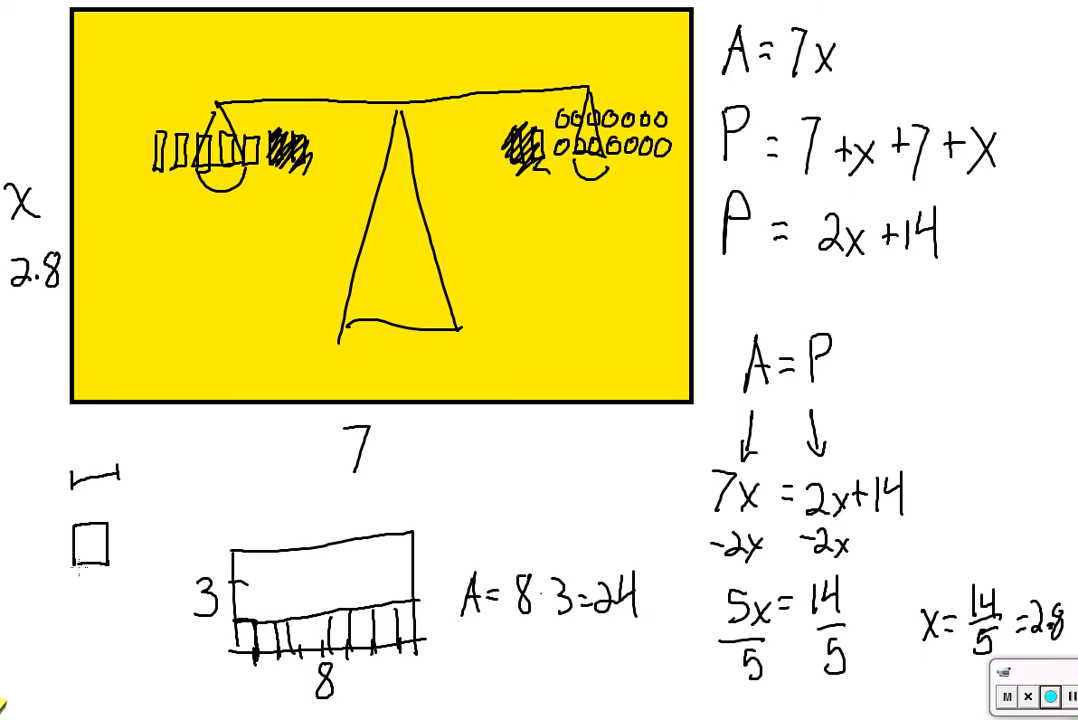 A = 7x
P = 7 + x + 7 + x
P = 2x + 14
x
2.8
7
A = P
7x = 2x + 14
-2x -2x
5x = 14
5 5
x = 14/5 = 2.8
3
8
A = 8 · 3 = 24
M